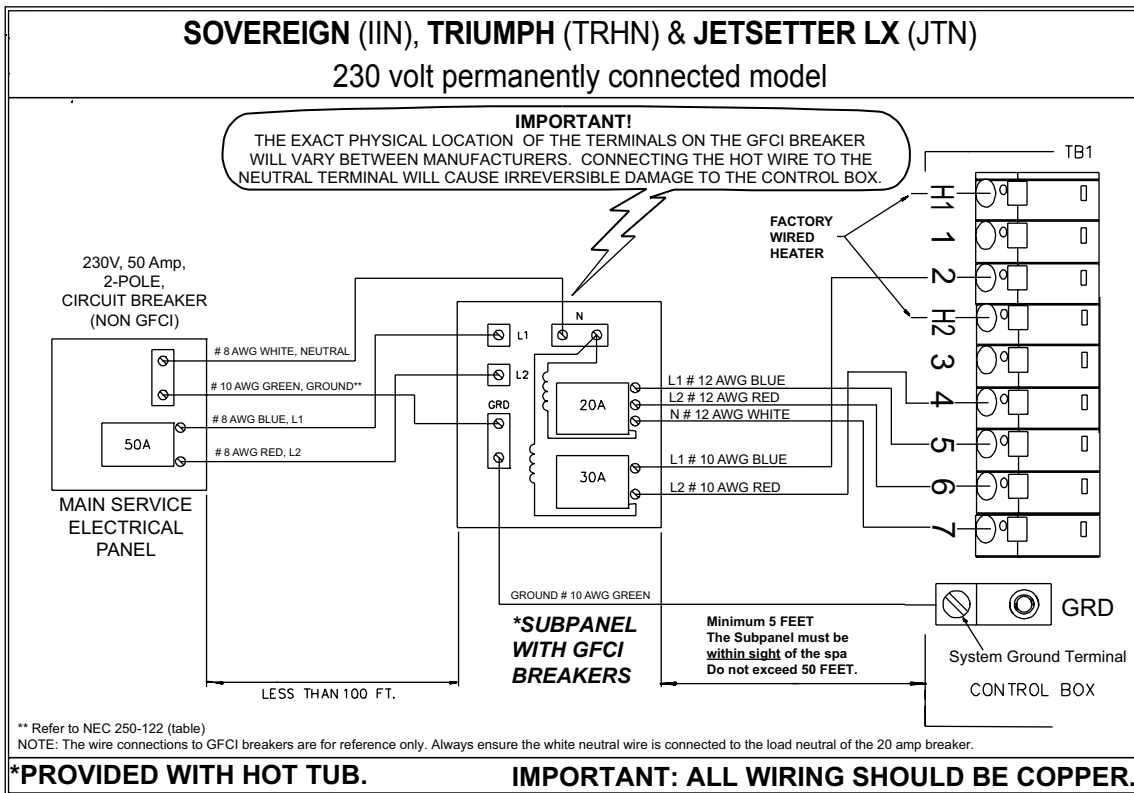 SOVEREIGN (IIN), TRIUMPH (TRHN) & JETSETTER LX (JTN)
230 volt permanently connected model
IMPORTANT!
THE EXACT PHYSICAL LOCATION OF THE TERMINALS ON THE GFCI BREAKER
WILL VARY BETWEEN MANUFACTURERS. CONNECTING THE HOT WIRE TO THE
NEUTRAL TERMINAL WILL CAUSE IRREVERSIBLE DAMAGE TO THE CONTROL BOX.
230V, 50 Amp,
2-POLE,
CIRCUIT BREAKER
(NON GFCI)
50A
MAIN SERVICE
ELECTRICAL
PANEL
# 8 AWG WHITE, NEUTRAL
# 10 AWG GREEN, GROUND**
# 8 AWG BLUE, L1
# 8 AWG RED, L2
N
L1
L2
GRD
20A
30A
L1 # 12 AWG BLUE
L2 # 12 AWG RED
N # 12 AWG WHITE
L1 # 10 AWG BLUE
L2 # 10 AWG RED
FACTORY
WIRED
HEATER
TB1
H1
1
2
H2
3
4
5
6
7
GROUND # 10 AWG GREEN
*SUBPANEL
WITH GFCI
BREAKERS
Minimum 5 FEET
The Subpanel must be
within sight of the spa
Do not exceed 50 FEET.
GRD
System Ground Terminal
CONTROL BOX
LESS THAN 100 FT.
** Refer to NEC 250-122 (table)
NOTE: The wire connections to GFCI breakers are for reference only. Always ensure the white neutral wire is connected to the load neutral of the 20 amp breaker.
*PROVIDED WITH HOT TUB.
IMPORTANT: ALL WIRING SHOULD BE COPPER.